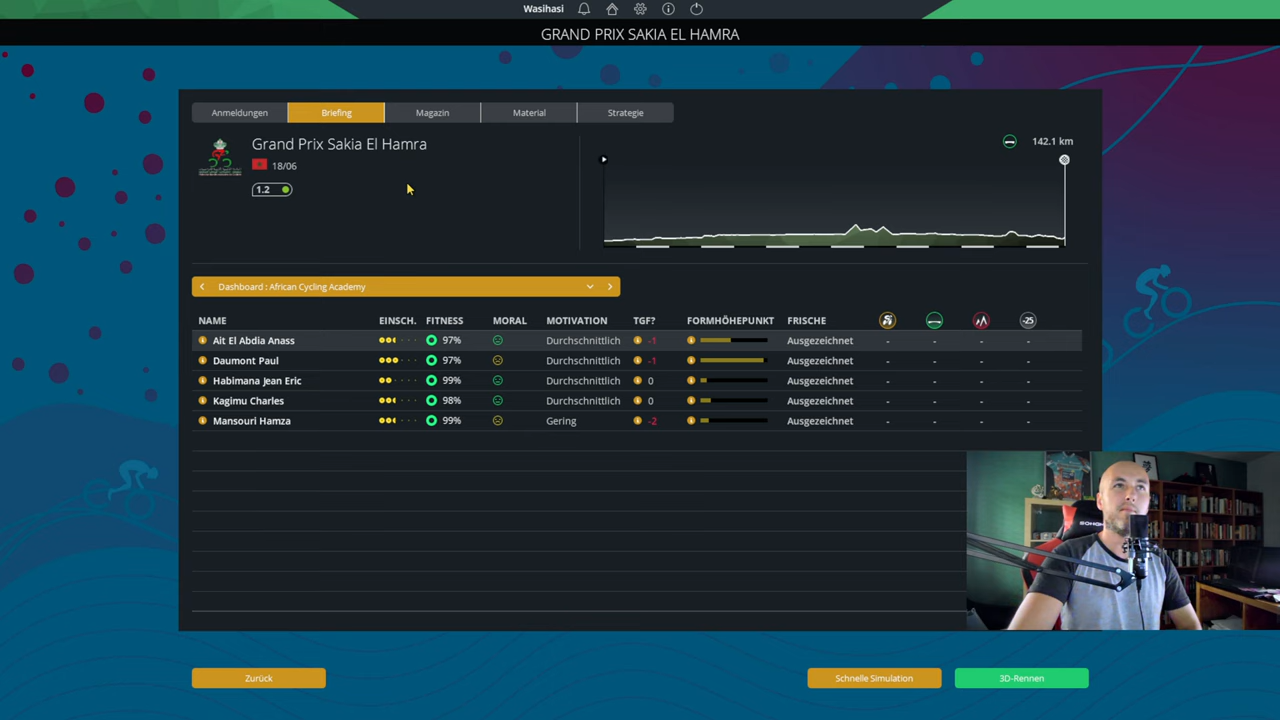 Wasihasi
GRAND PRIX SAKIA EL HAMRA
Anmeldungen Briefing Magazin Material Strategie
Grand Prix Sakia El Hamra
18/06
1.2
142.1 km
Dashboard : African Cycling Academy
NAME EINSCH. FITNESS MORAL MOTIVATION TGF? FORMHÖHEPUNKT FRISCHE -25
Ait El Abdia Anass 97% Durchschnittlich -1 Ausgezeichnet - - - -
Daumont Paul 97% Durchschnittlich -1 Ausgezeichnet - - - -
Habimana Jean Eric 99% Durchschnittlich 0 Ausgezeichnet - - - -
Kagimu Charles 98% Durchschnittlich 0 Ausgezeichnet - - - -
Mansouri Hamza 99% Gering -2 Ausgezeichnet - - - -
Zurück Schnelle Simulation 3D-Rennen